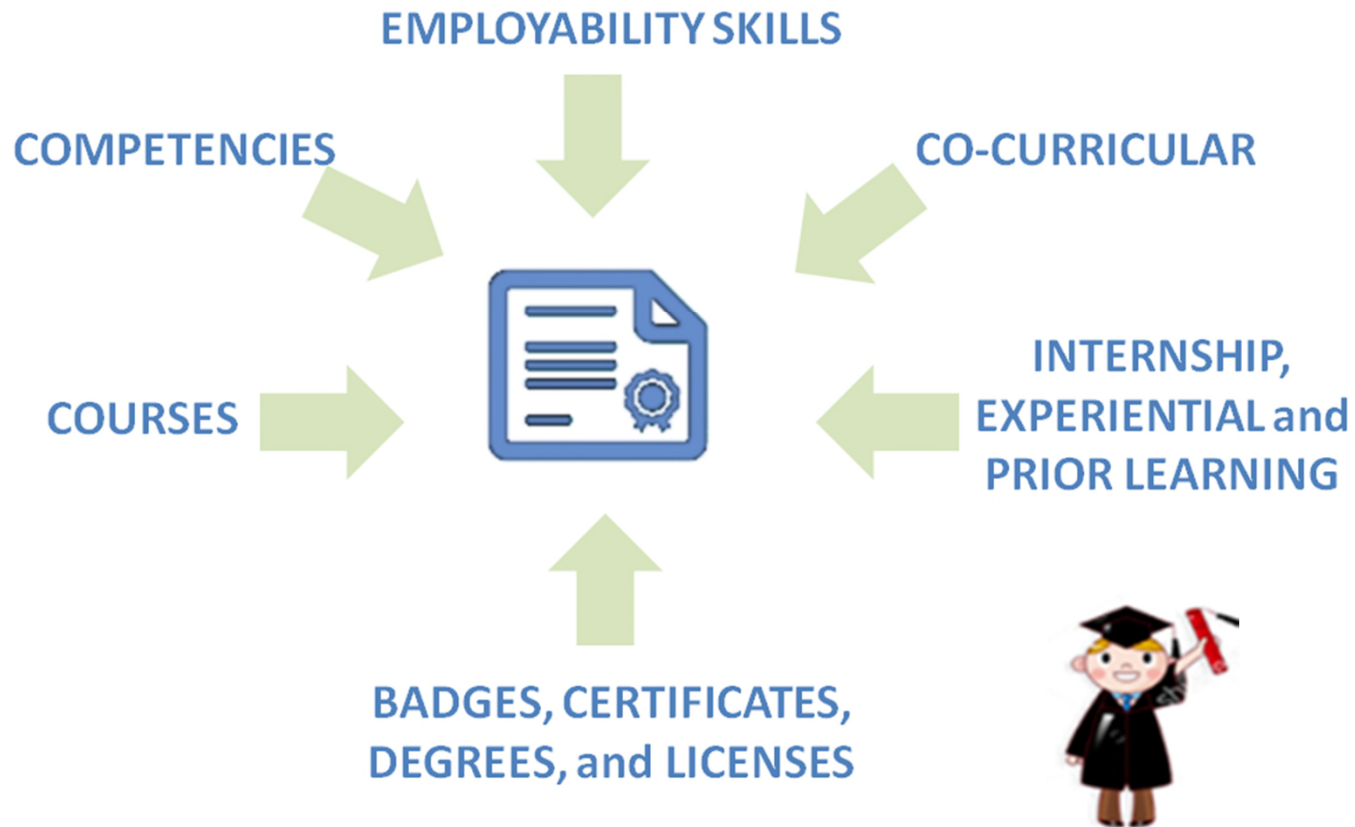 EMPLOYABILITY SKILLS
COMPETENCIES
CO-CURRICULAR
COURSES
INTERNSHIP,
EXPERIENTIAL and
PRIOR LEARNING
BADGES, CERTIFICATES,
DEGREES, and LICENSES